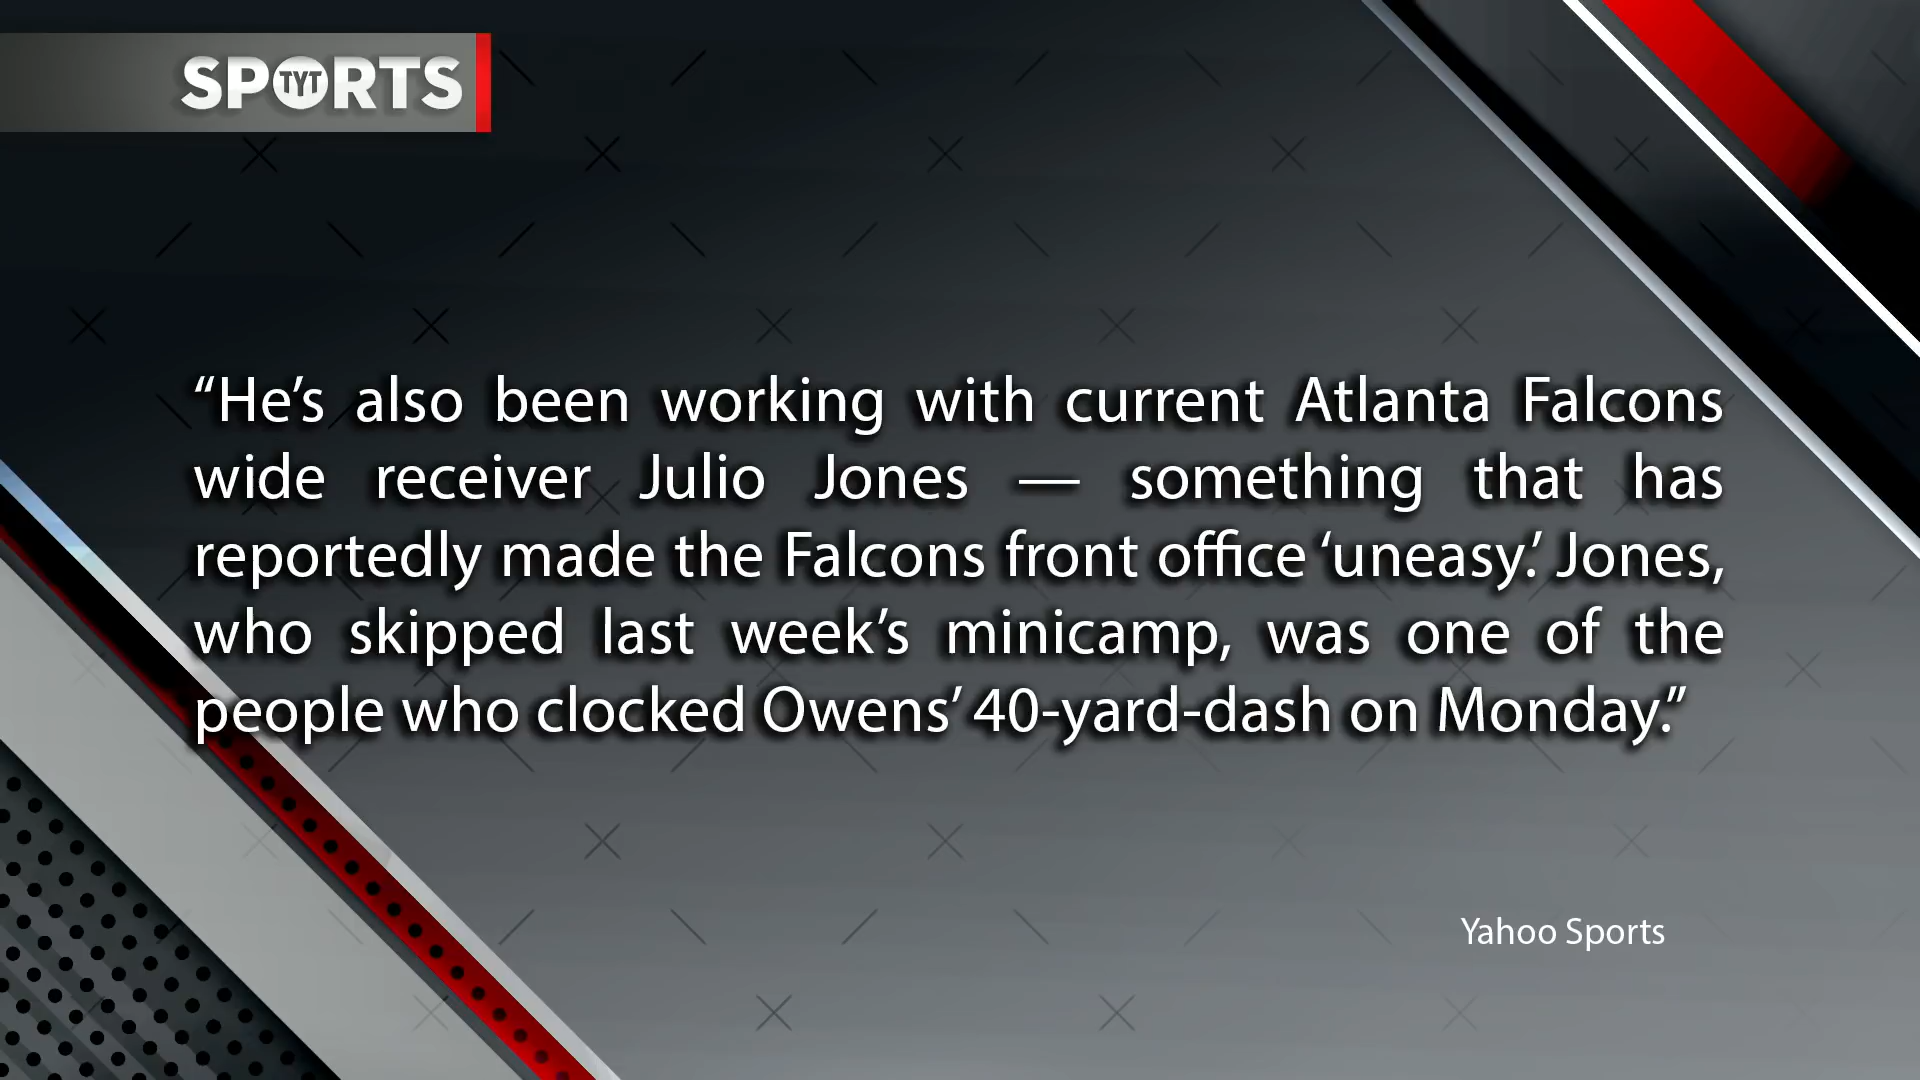 SPORTS
TYT
“He’s also been working with current Atlanta Falcons
wide receiver Julio Jones — something that has
reportedly made the Falcons front office ‘uneasy.’ Jones,
who skipped last week’s minicamp, was one of the
people who clocked Owens’ 40-yard-dash on Monday.”
Yahoo Sports